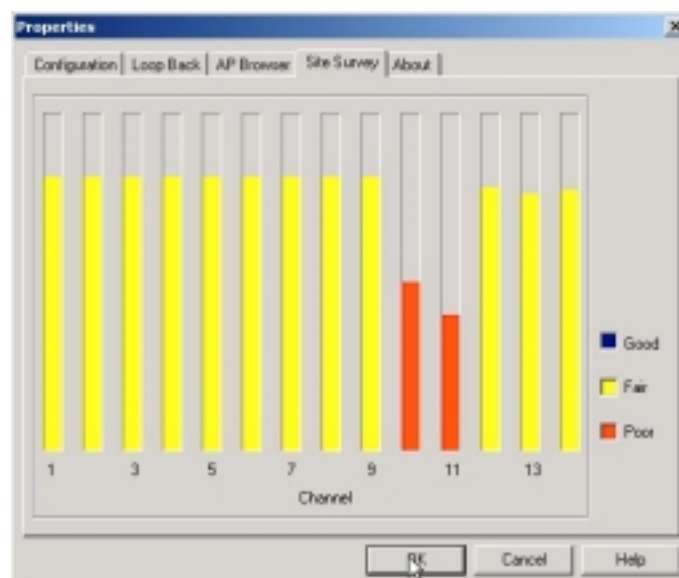 Properties
Configuration
Loop Back
AP Browser
Site Survey
About
Good
Fair
Poor
1 3 5 7 9 11 13
Channel
OK Cancel Help